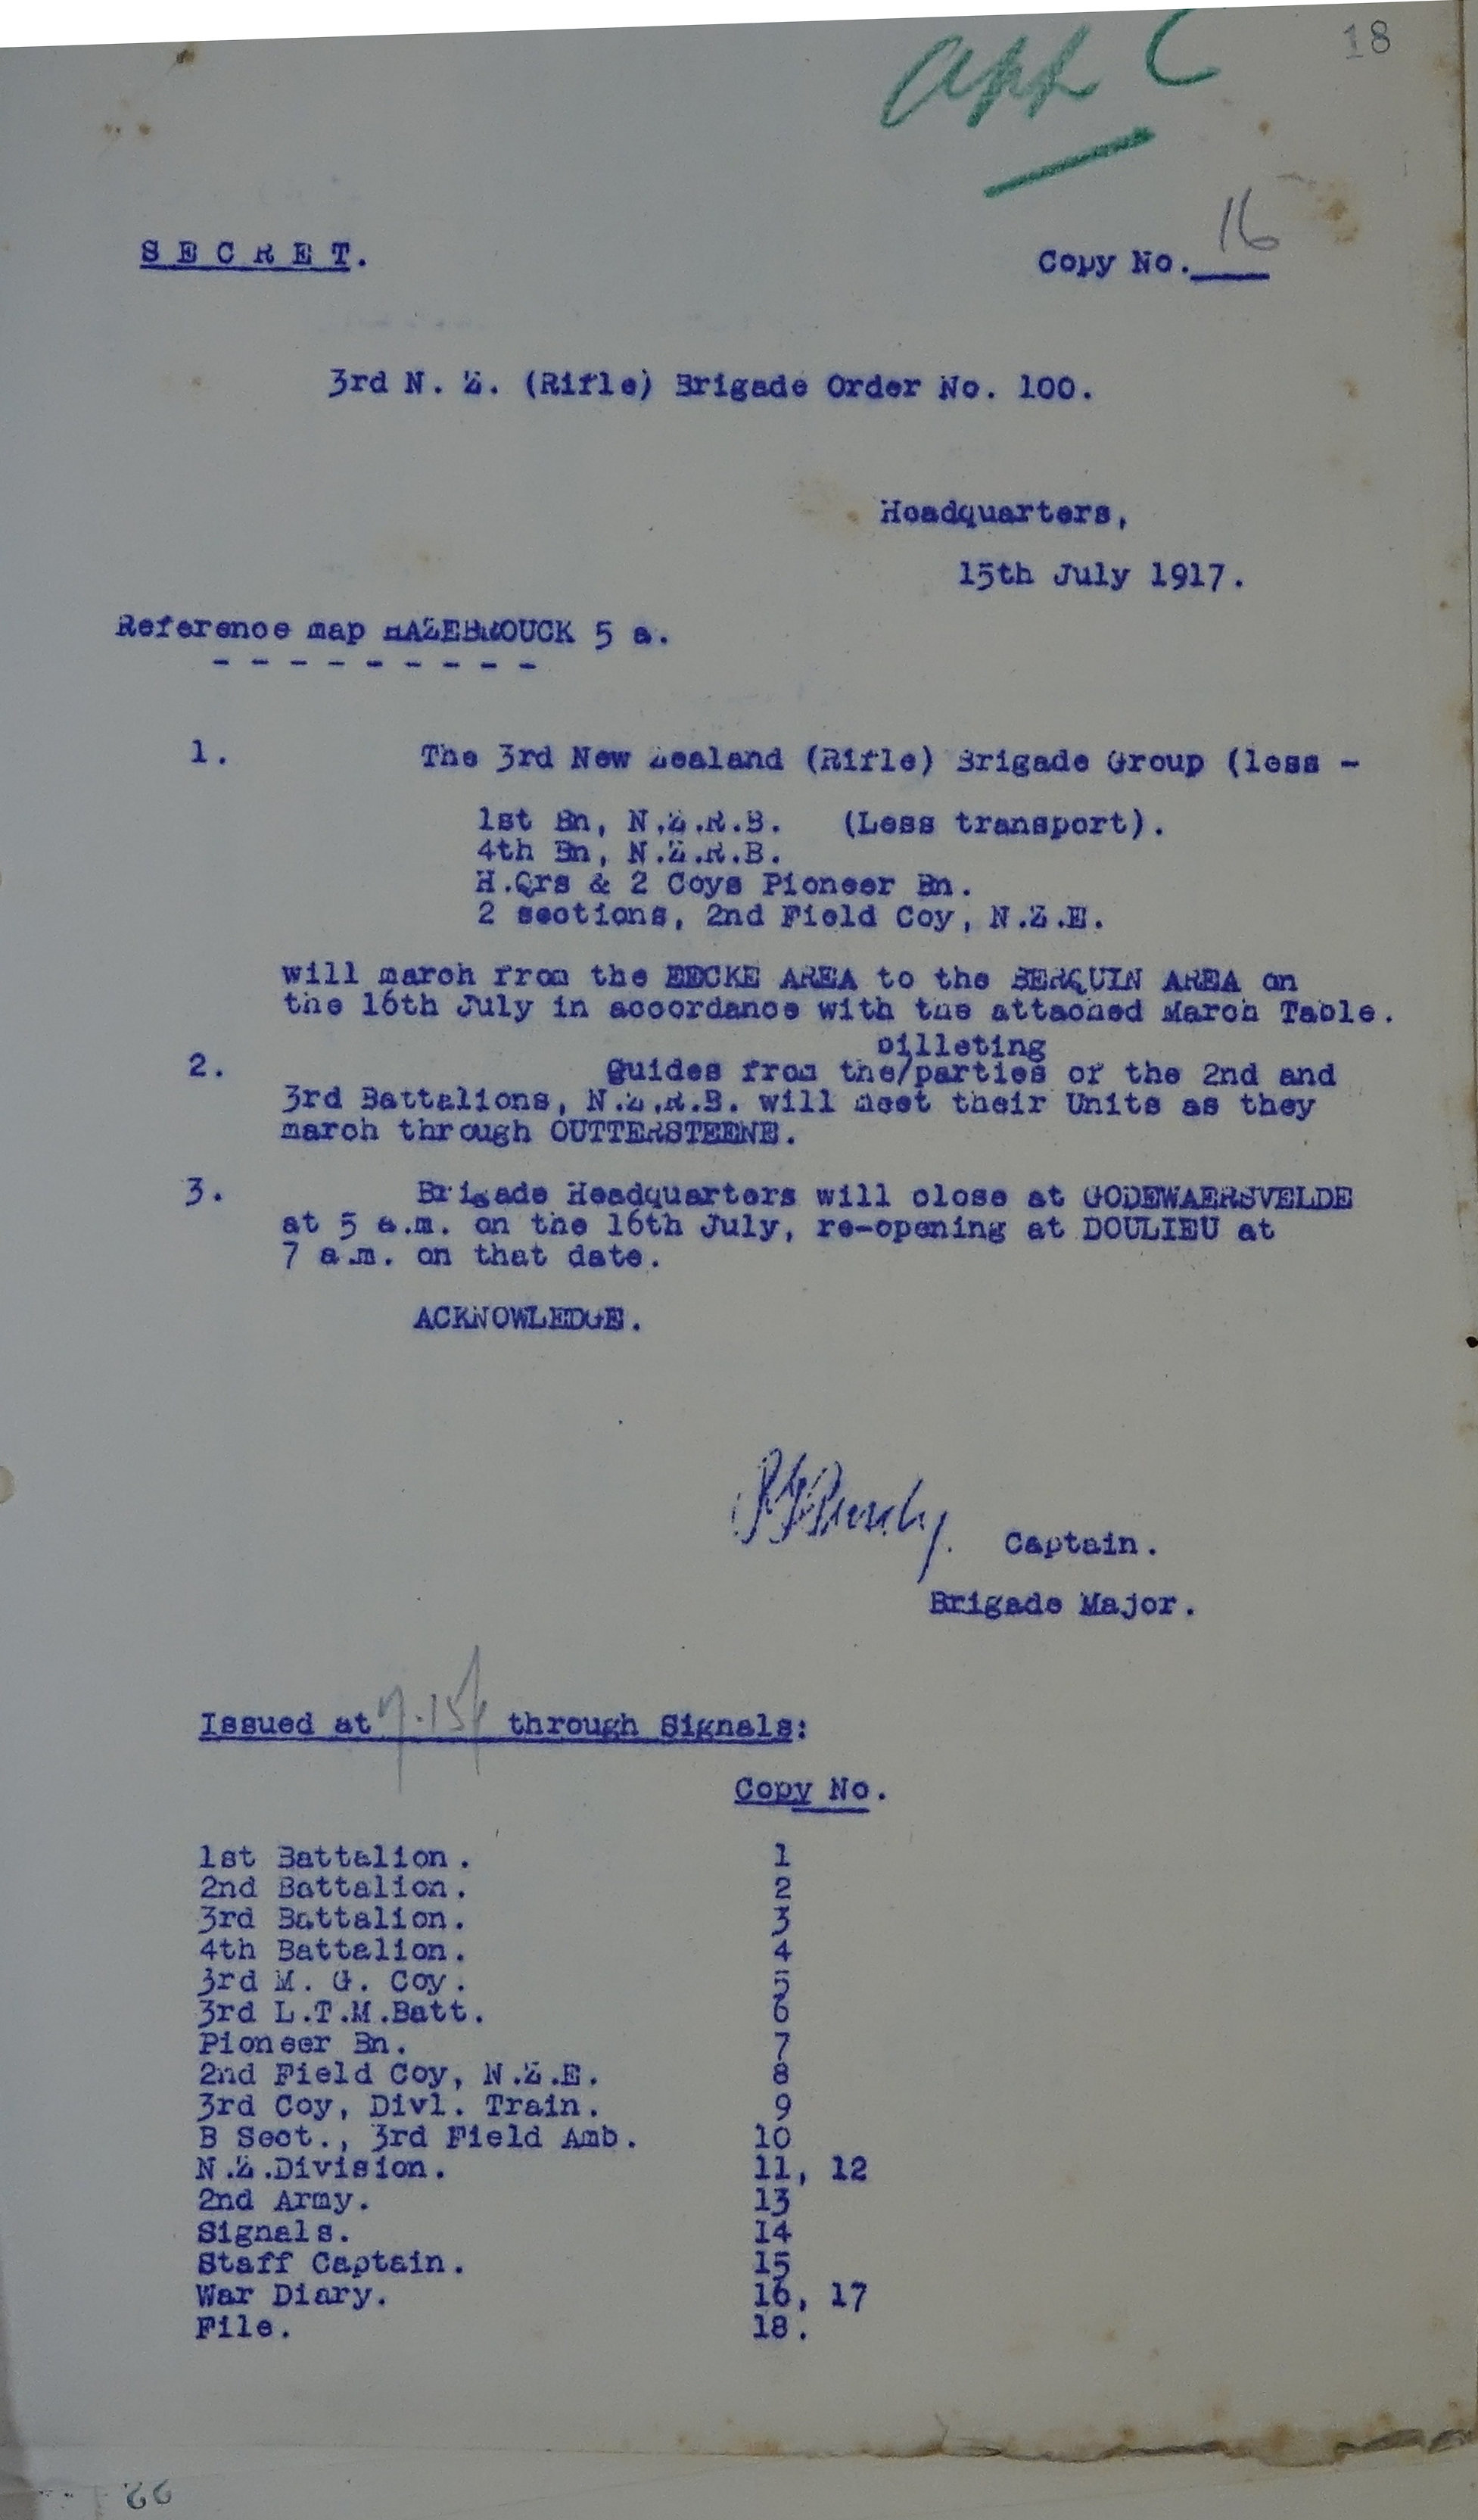 18
App C
SECRET.
Copy No. 16
3rd N. Z. (Rifle) Brigade Order No. 100.
Headquarters,
15th July 1917.
Reference map HAZEBROUCK 5 a.
- - - - - - - - -
1. The 3rd New Zealand (Rifle) Brigade Group (less -
1st Bn, N.Z.R.B. (Less transport).
4th Bn, N.Z.R.B.
H.Qrs & 2 Coys Pioneer Bn.
2 sections, 2nd Field Coy, N.Z.E.
will march from the EECKE AREA to the BERQUIN AREA on
the 16th July in accordance with the attached March Table.
billeting
2. Guides from the/parties of the 2nd and
3rd Battalions, N.Z.R.B. will meet their Units as they
march through OUTTERSTEENE.
3. Brigade Headquarters will close at GODEWAERSVELDE
at 5 a.m. on the 16th July, re-opening at DOULIEU at
7 a.m. on that date.
ACKNOWLEDGE.
Captain.
Brigade Major.
Issued at through Signals:
Copy No.
1st Battalion. 1
2nd Battalion. 2
3rd Battalion. 3
4th Battalion. 4
3rd M. G. Coy. 5
3rd L.T.M.Batt. 6
Pioneer Bn. 7
2nd Field Coy, N.Z.E. 8
3rd Coy, Divl. Train. 9
B Sect., 3rd Field Amb. 10
N.Z.Division. 11, 12
2nd Army. 13
Signals. 14
Staff Captain. 15
War Diary. 16, 17
File. 18.
22